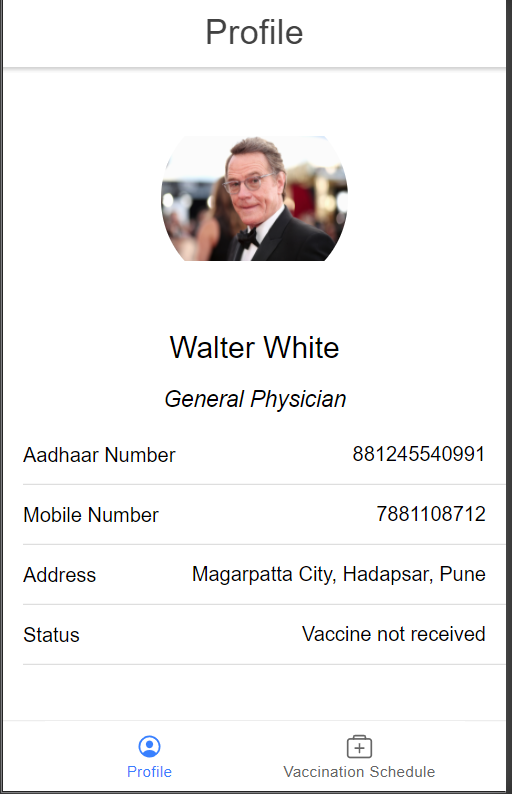 Profile
Walter White
General Physician
Aadhaar Number 881245540991
Mobile Number 7881108712
Address Magarpatta City, Hadapsar, Pune
Status Vaccine not received
Profile Vaccination Schedule